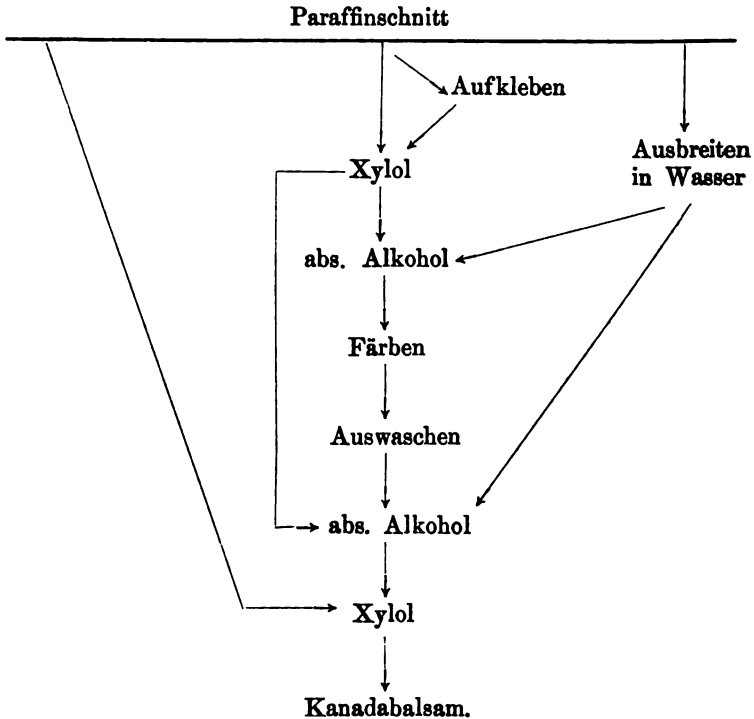 Paraffinschnitt
Aufkleben
Ausbreiten
in Wasser
Xylol
abs. Alkohol
Färben
Auswaschen
abs. Alkohol
Xylol
Kanadabalsam.